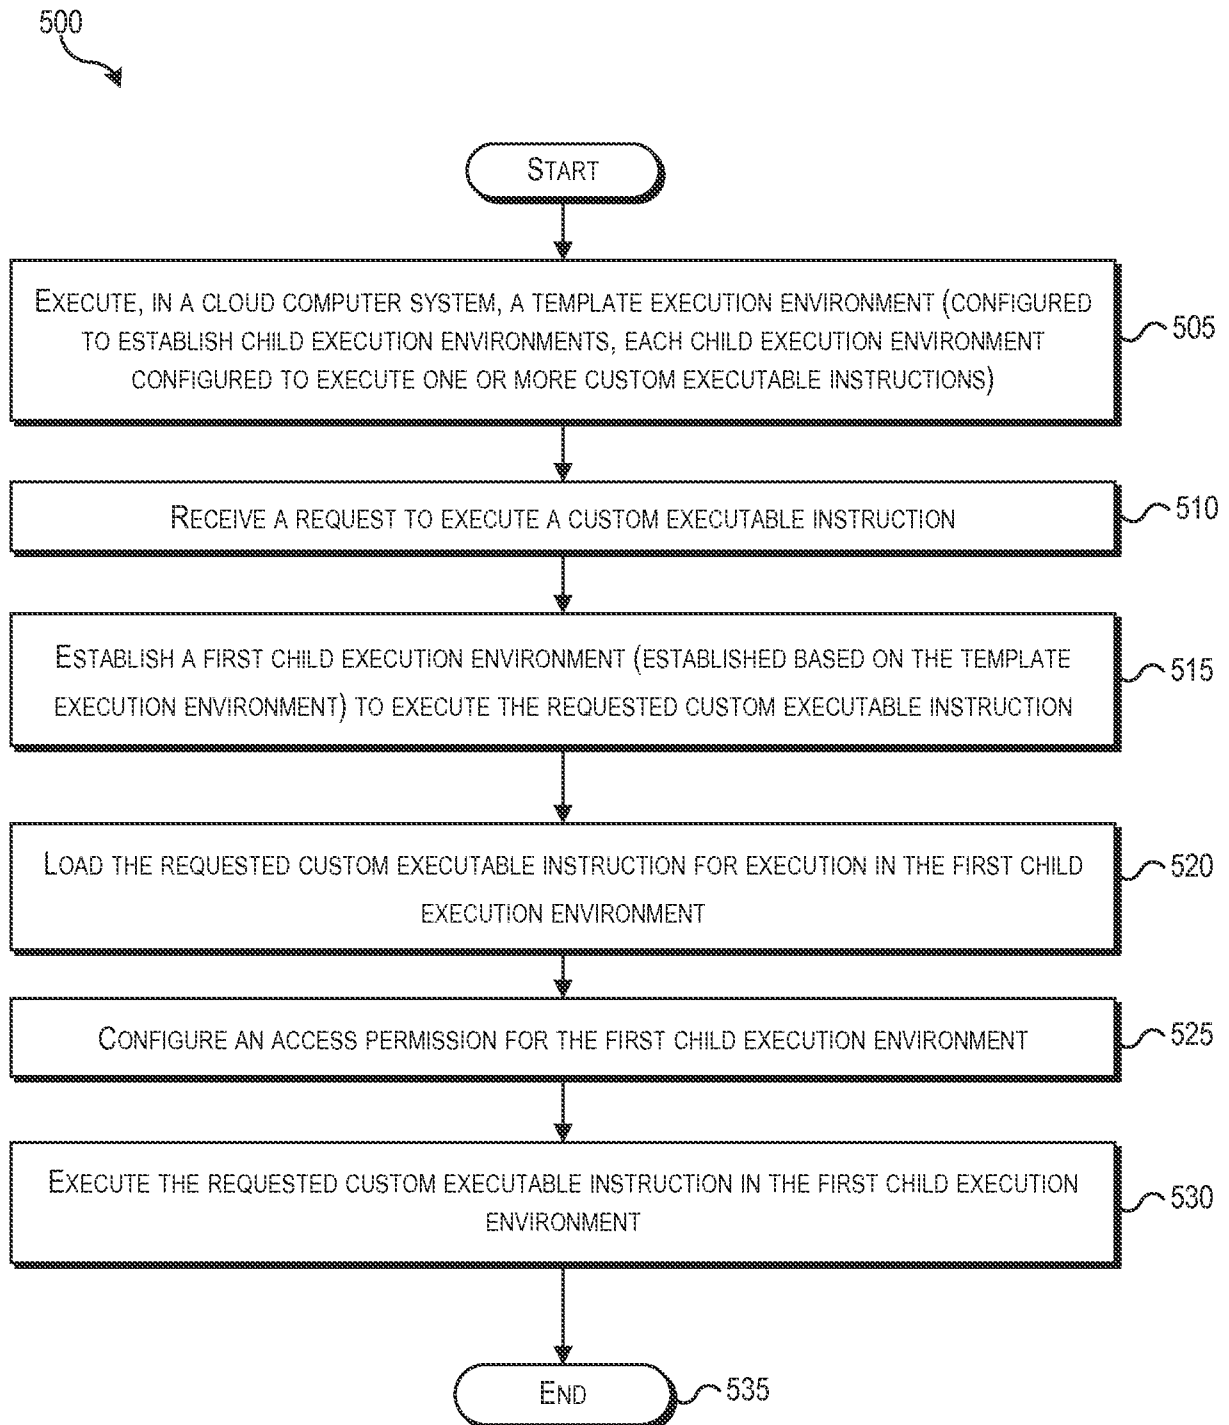 500
START
EXECUTE, IN A CLOUD COMPUTER SYSTEM, A TEMPLATE EXECUTION ENVIRONMENT (CONFIGURED
TO ESTABLISH CHILD EXECUTION ENVIRONMENTS, EACH CHILD EXECUTION ENVIRONMENT
CONFIGURED TO EXECUTE ONE OR MORE CUSTOM EXECUTABLE INSTRUCTIONS)
505
RECEIVE A REQUEST TO EXECUTE A CUSTOM EXECUTABLE INSTRUCTION
510
ESTABLISH A FIRST CHILD EXECUTION ENVIRONMENT (ESTABLISHED BASED ON THE TEMPLATE
EXECUTION ENVIRONMENT) TO EXECUTE THE REQUESTED CUSTOM EXECUTABLE INSTRUCTION
515
LOAD THE REQUESTED CUSTOM EXECUTABLE INSTRUCTION FOR EXECUTION IN THE FIRST CHILD
EXECUTION ENVIRONMENT
520
CONFIGURE AN ACCESS PERMISSION FOR THE FIRST CHILD EXECUTION ENVIRONMENT
525
EXECUTE THE REQUESTED CUSTOM EXECUTABLE INSTRUCTION IN THE FIRST CHILD EXECUTION
ENVIRONMENT
530
END
535